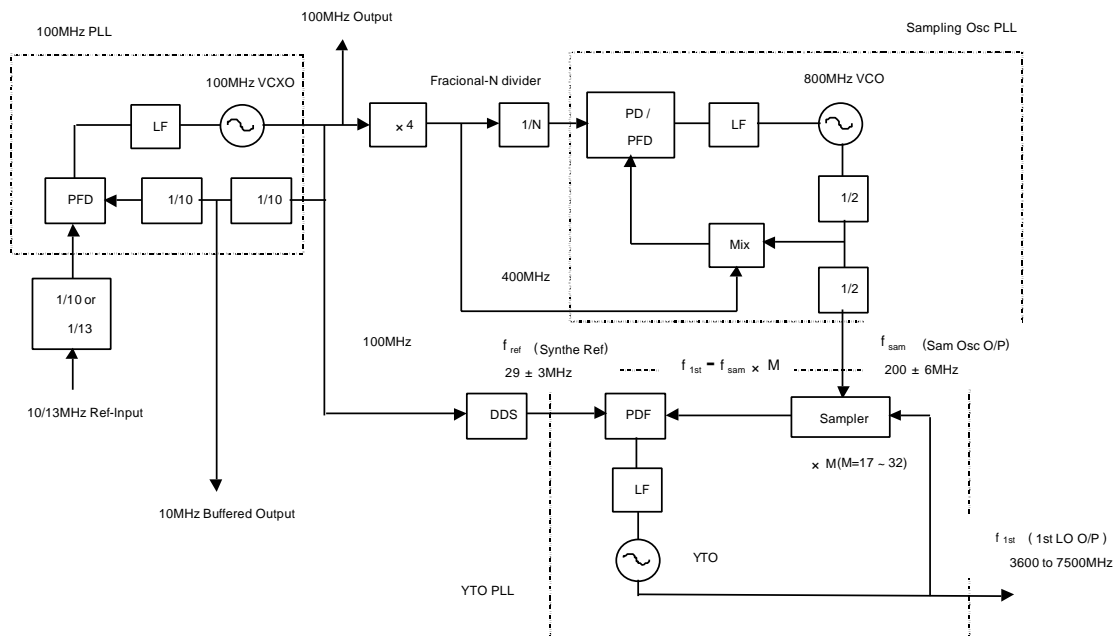 100MHz Output
100MHz PLL
Sampling Osc PLL
100MHz VCXO
Fracional-N divider
800MHz VCO
LF
× 4
1/N
PD /
PFD
LF
PFD
1/10
1/10
1/2
Mix
400MHz
1/2
1/10 or
1/13
100MHz
f ref (Synthe Ref)
29 ± 3MHz
f 1st − f sam × M
f sam (Sam Osc O/P)
200 ± 6MHz
10/13MHz Ref-Input
DDS
PDF
Sampler
× M(M=17 ~ 32)
LF
10MHz Buffered Output
YTO
f 1st ( 1st LO O/P )
3600 to 7500MHz
YTO PLL